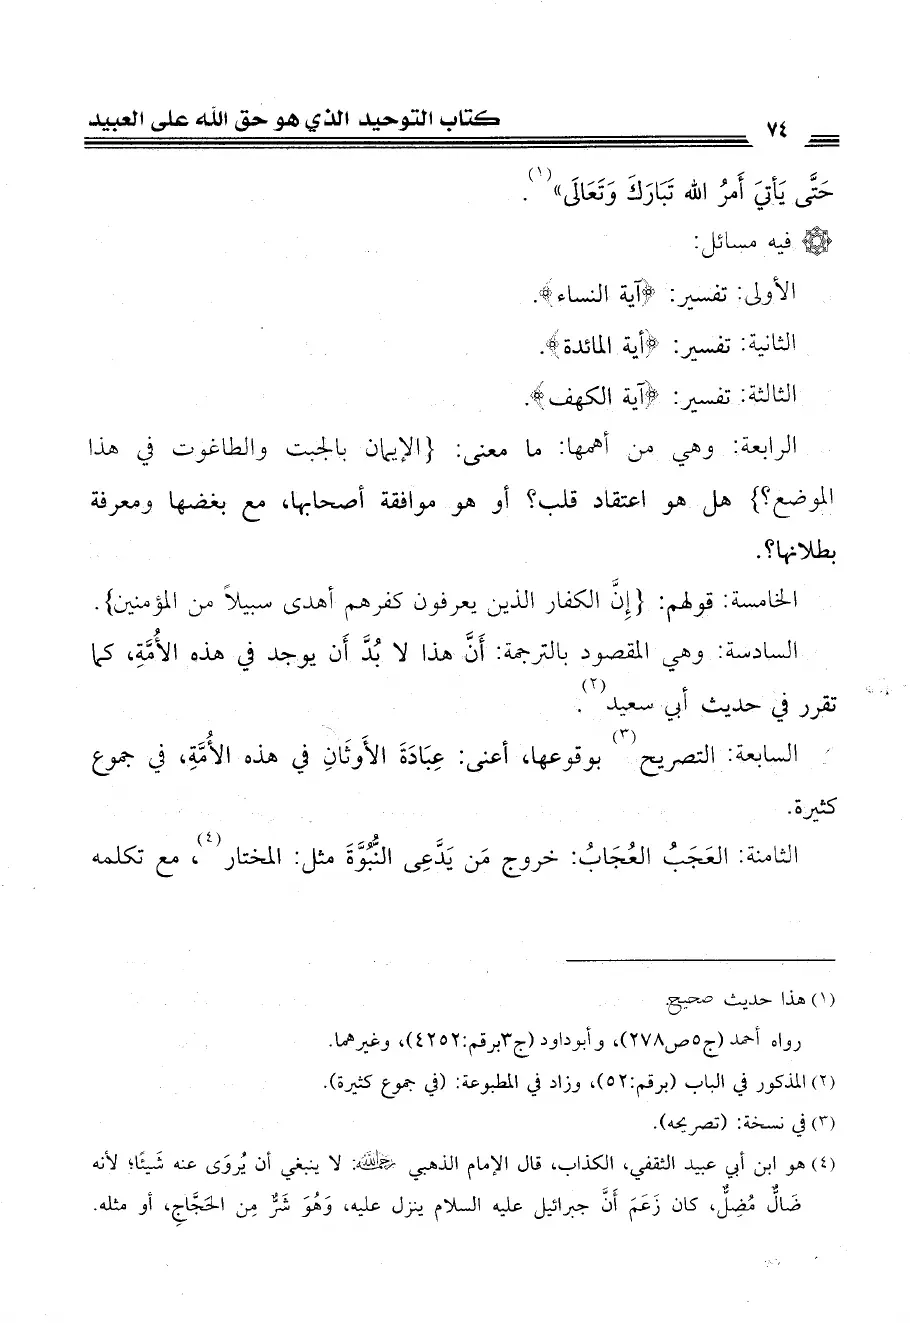 ٧٤ كتاب التوحيد الذي هو حق الله على العبيد
حَتَّى يَأْتِيَ أَمرُ الله تَبَارَكَ وَتَعَالَى»(١).
فيه مسائل:
الأولى: تفسير: ﴿آية النساء﴾.
الثانية: تفسير: ﴿أية المائدة﴾.
الثالثة: تفسير: ﴿آية الكهف﴾.
الرابعة: وهي من أهمها: ما معنى: {الإيمان بالجبت والطاغوت في هذا
الموضع؟} هل هو اعتقاد قلب؟ أو هو موافقة أصحابها، مع بغضها ومعرفة
بطلانها؟.
الخامسة: قولهم: {إنَّ الكفار الذين يعرفون كفرهم أهدى سبيلاً من المؤمنين}.
السادسة: وهي المقصود بالترجمة: أَنَّ هذا لا بُدَّ أن يوجد في هذه الأُمَّةِ، كما
تقرر في حديث أبي سعيد(٢).
السابعة: التصريح(٣) بوقوعها، أعنى: عِبَادَةَ الأوثَانِ في هذه الأُمَّةِ، في جموع
كثيرة.
الثامنة: العَجَبُ العُجَابُ: خروج مَن يَدَّعِى النُّبُوَّةَ مثل: المختار(٤)، مع تكلمه
(١) هذا حديث صحيح.
رواه أحمد (ج٥ص٢٧٨)، وأبوداود (ج٣برقم:٤٢٥٢)، وغيرهما.
(٢) المذكور في الباب (برقم:٥٢)، وزاد في المطبوعة: (في جموع كثيرة).
(٣) في نسخة: (تصريحه).
(٤) هو ابن أبي عبيد الثقفي، الكذاب، قال الإمام الذهبي رحمه الله: لا ينبغي أن يُروَى عنه شَيئًا؛ لأنه
ضَالٌّ مُضِلٌّ، كان زَعَمَ أَنَّ جبرائيل عليه السلام ينزل عليه، وَهُوَ شَرٌّ مِن الحَجَّاجِ، أو مثله.